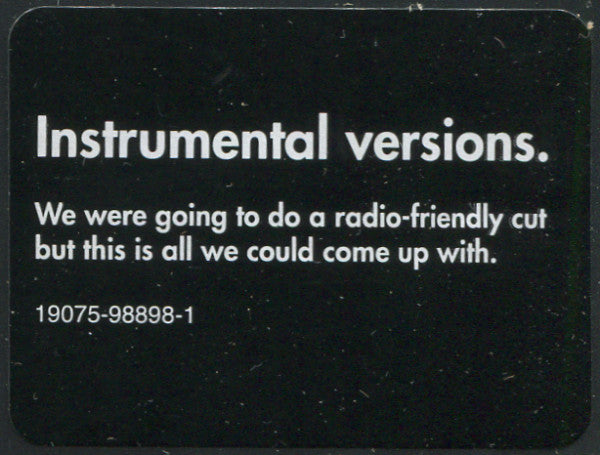 Instrumental versions.
We were going to do a radio-friendly cut
but this is all we could come up with.
19075-98898-1